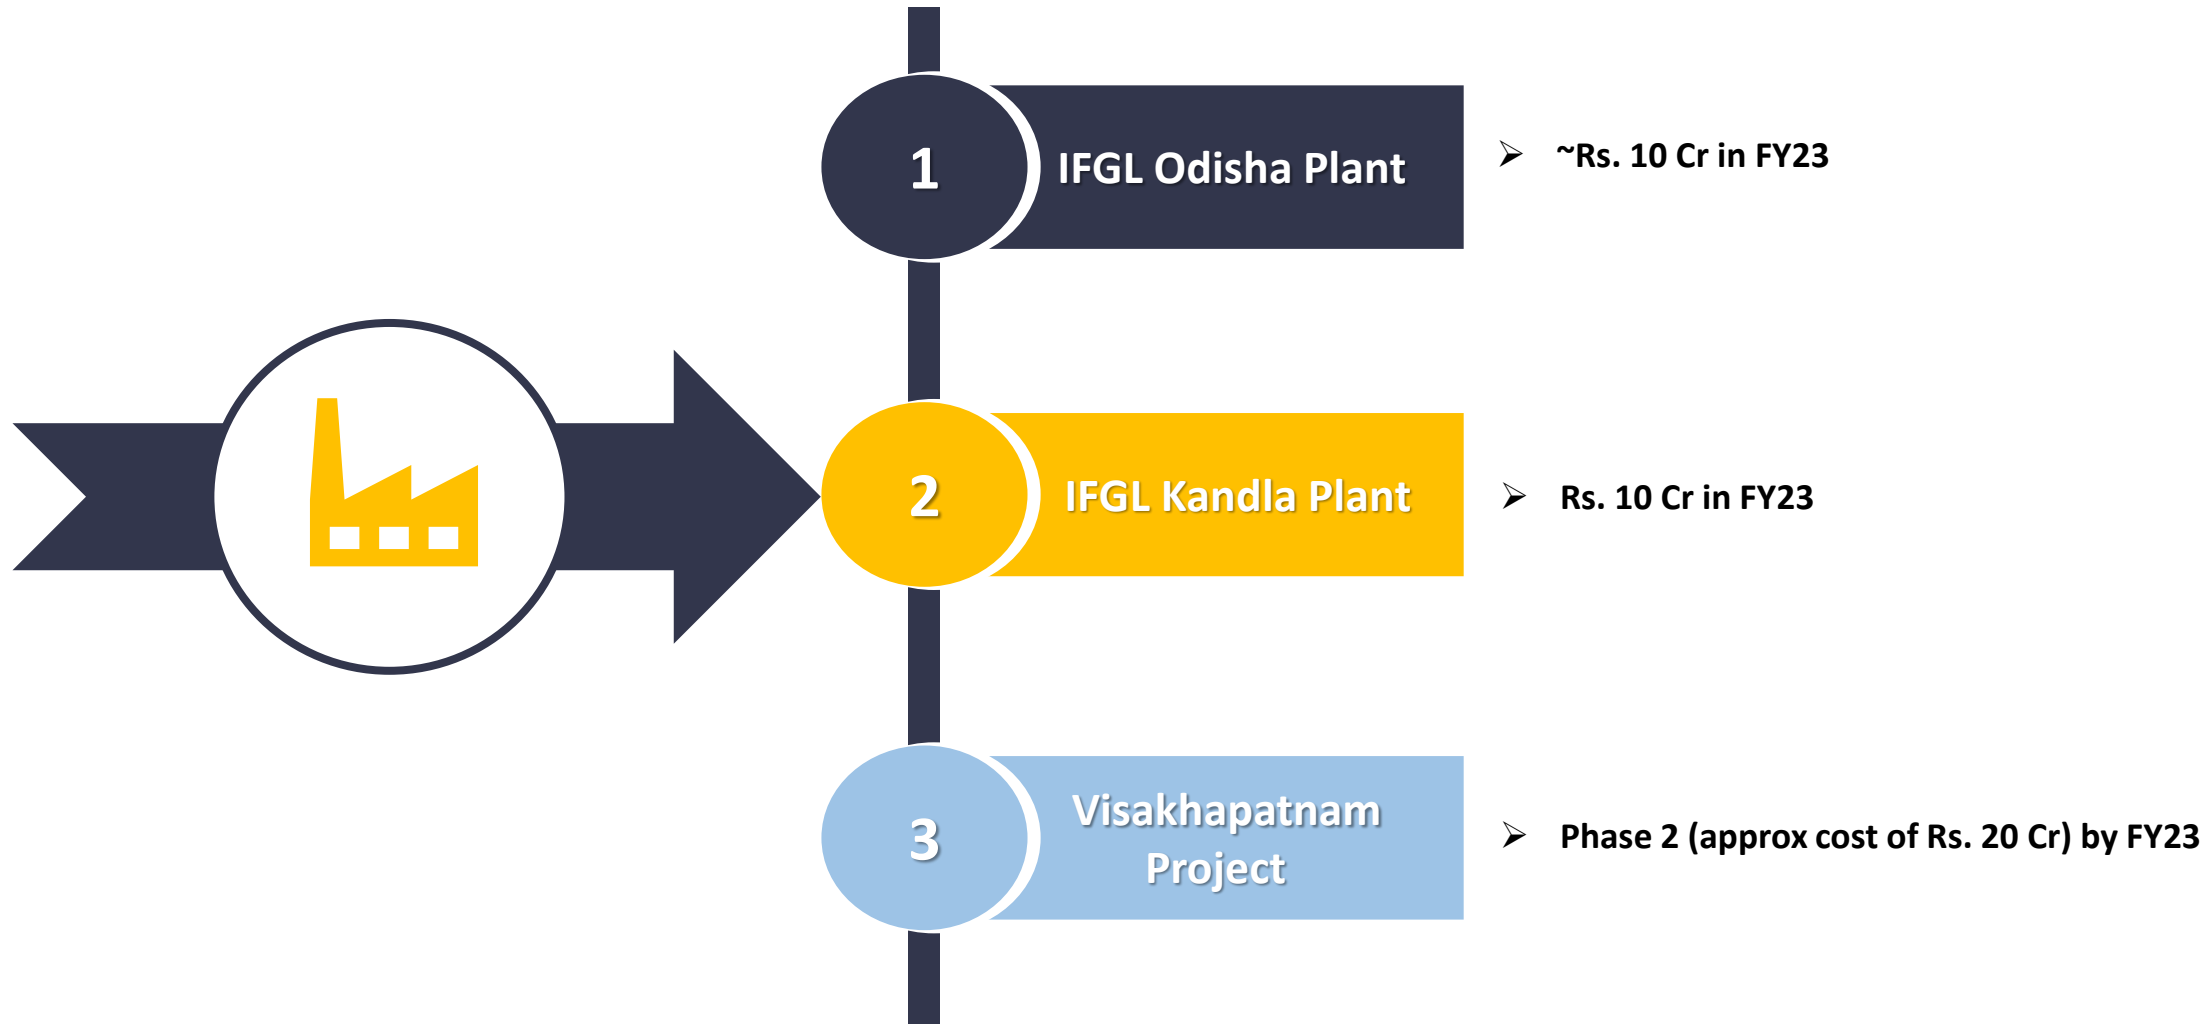 1
IFGL Odisha Plant
➢ ~Rs. 10 Cr in FY23
2
IFGL Kandla Plant
➢ Rs. 10 Cr in FY23
3
Visakhapatnam
Project
➢ Phase 2 (approx cost of Rs. 20 Cr) by FY23